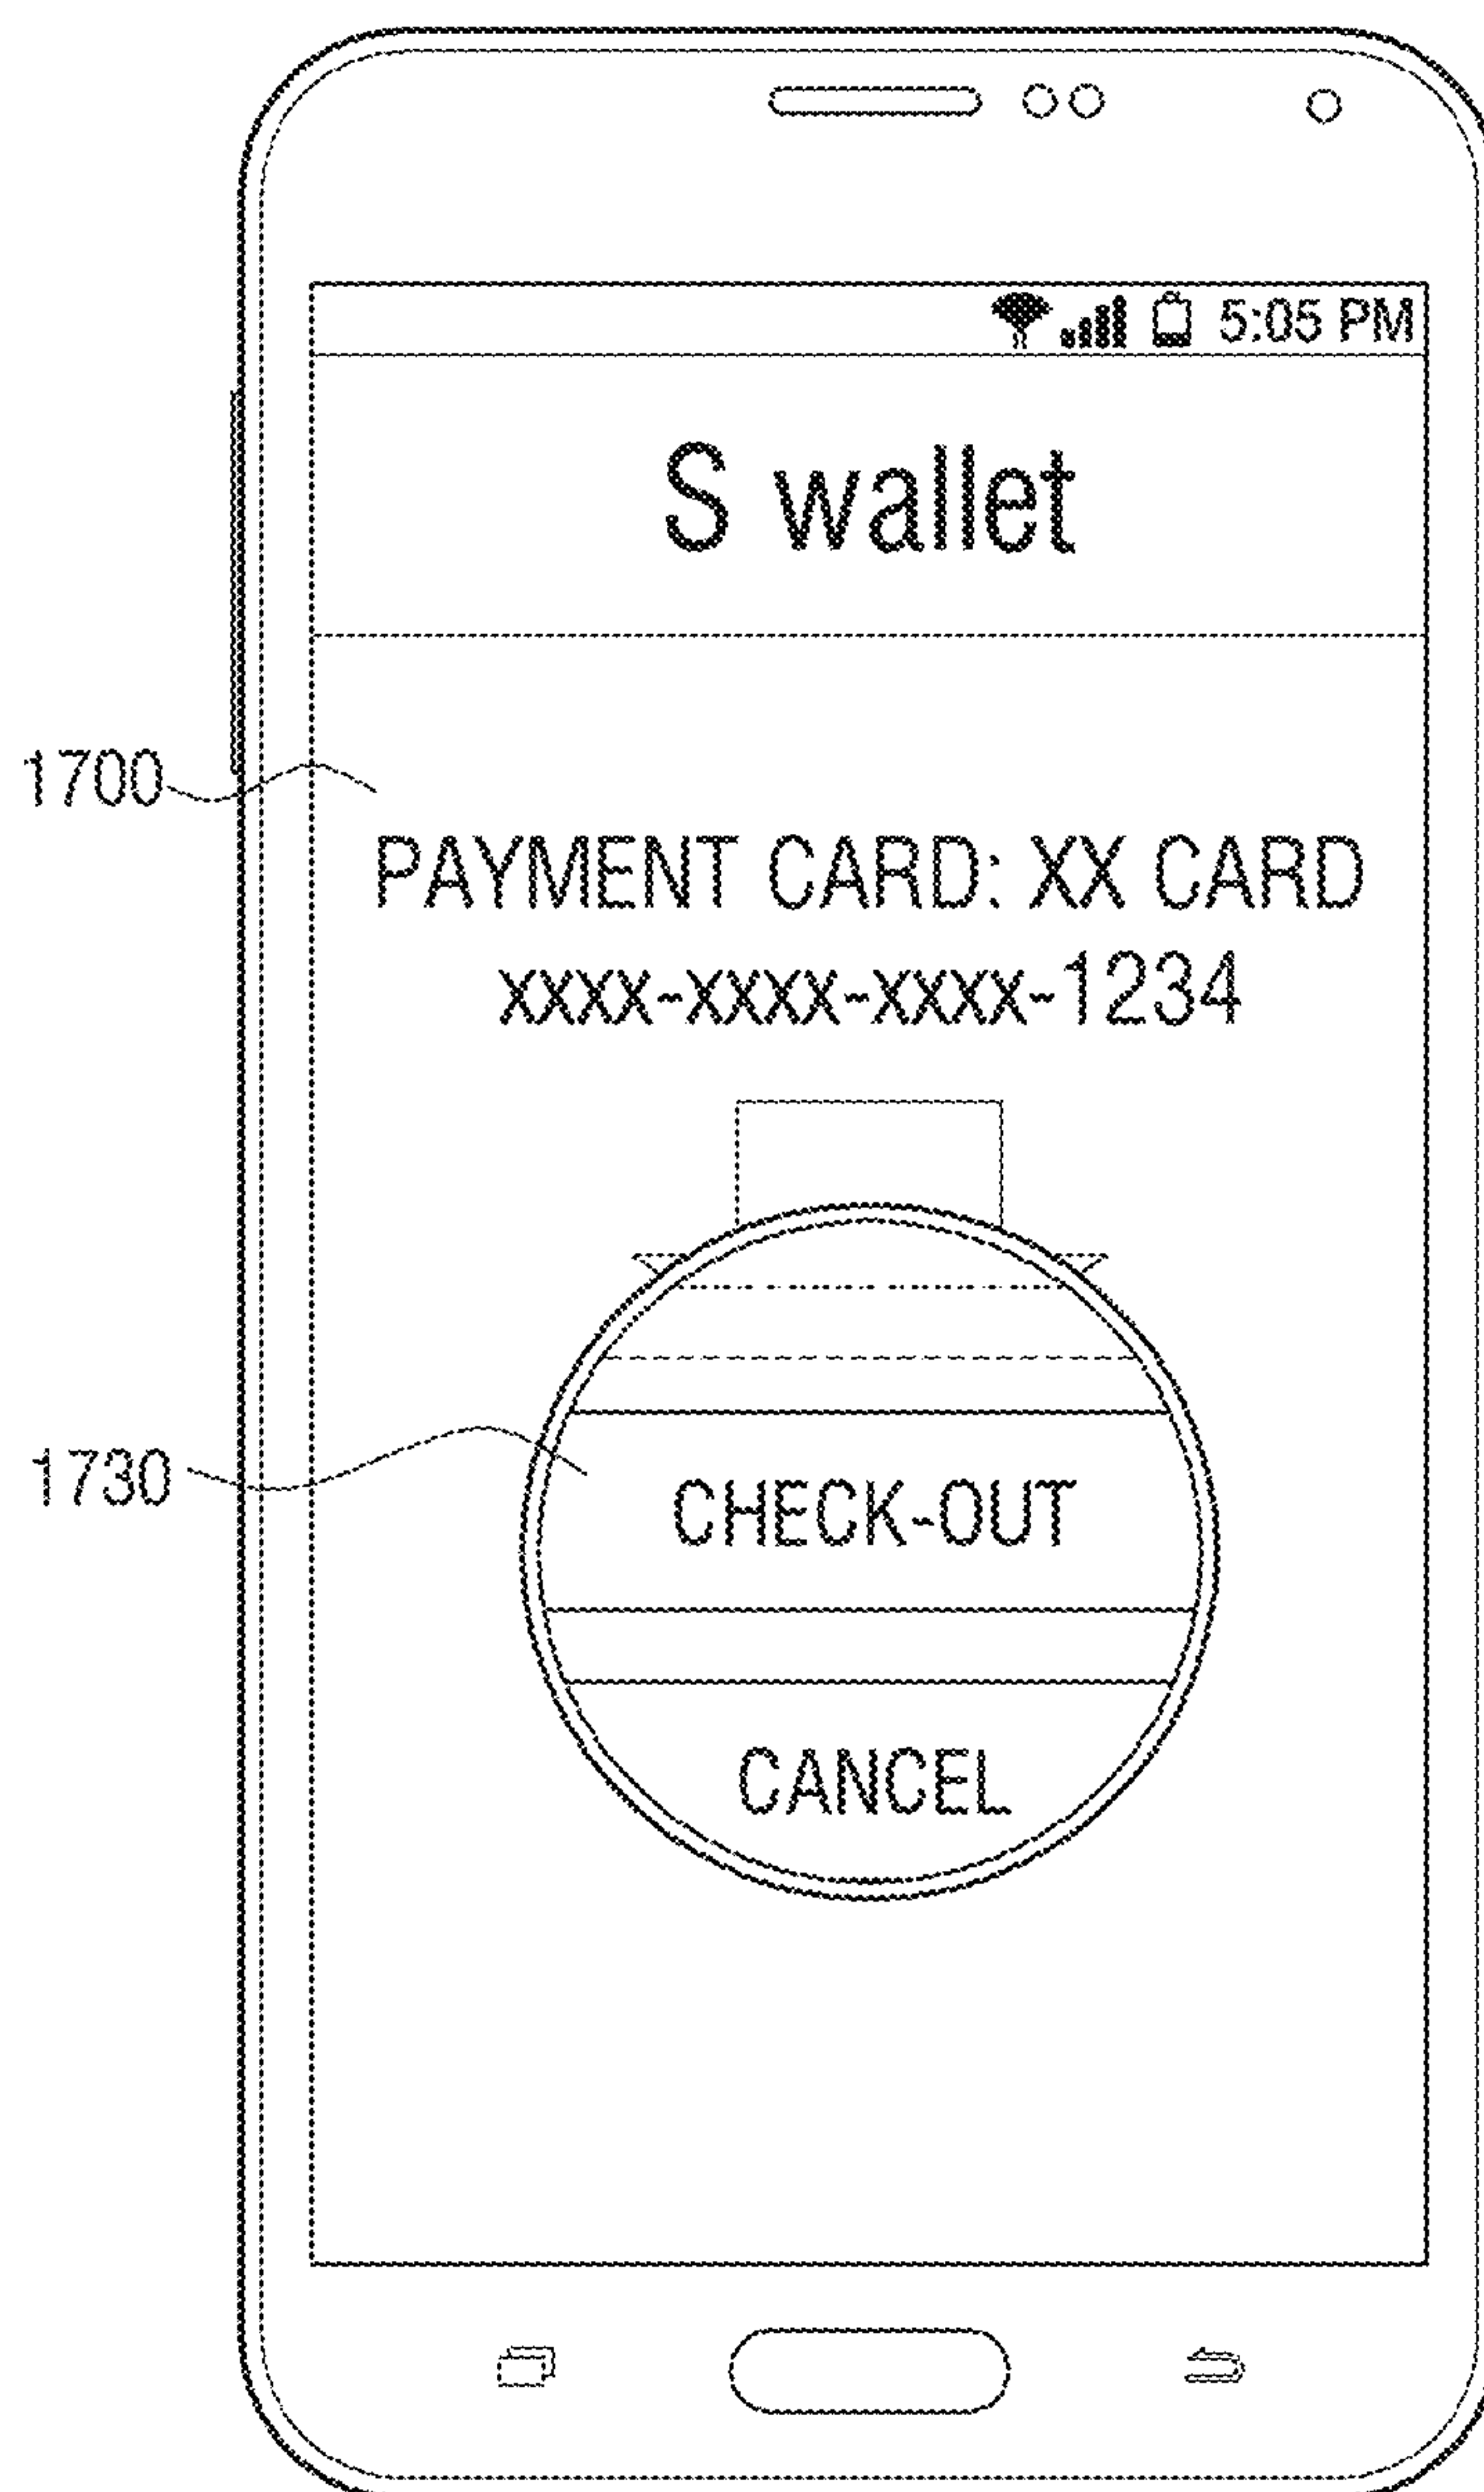 5:05 PM
S wallet
1700
PAYMENT CARD: XX CARD
xxxx-xxxx-xxxx-1234
1730
CHECK-OUT
CANCEL